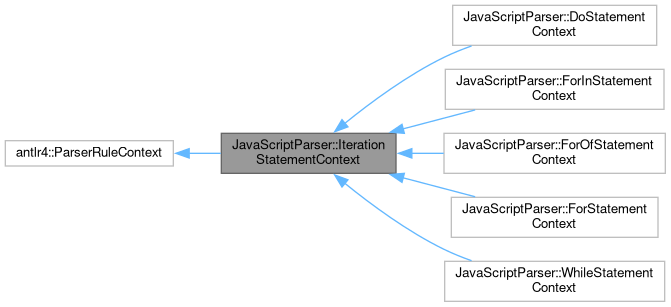 JavaScriptParser::DoStatement
Context
JavaScriptParser::ForInStatement
Context
antlr4::ParserRuleContext
JavaScriptParser::Iteration
StatementContext
JavaScriptParser::ForOfStatement
Context
JavaScriptParser::ForStatement
Context
JavaScriptParser::WhileStatement
Context